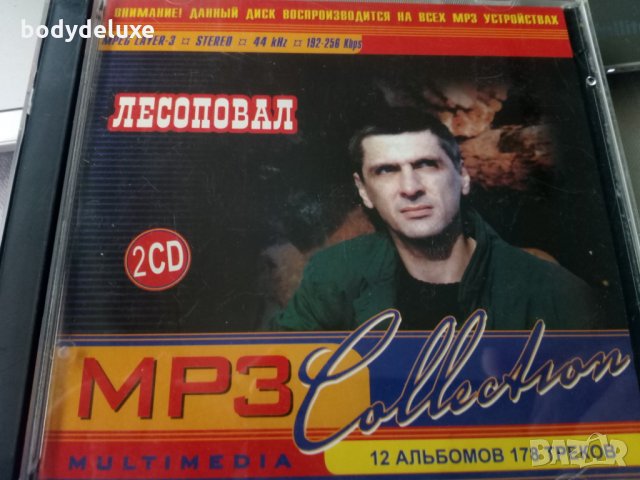 bodydeluxe
ВНИМАНИЕ! ДАННЫЙ ДИСК ВОСПРОИЗВОДИТСЯ НА ВСЕХ MP3 УСТРОЙСТВАХ
MPEG LAYER-3 ¤ STEREO ¤ 44 kHz ¤ 192-256 Kbps
ЛЕСОПОВАЛ
2CD
MP3 Collection
MULTIMEDIA
12 АЛЬБОМОВ 178 ТРЕКОВ
BAZAR